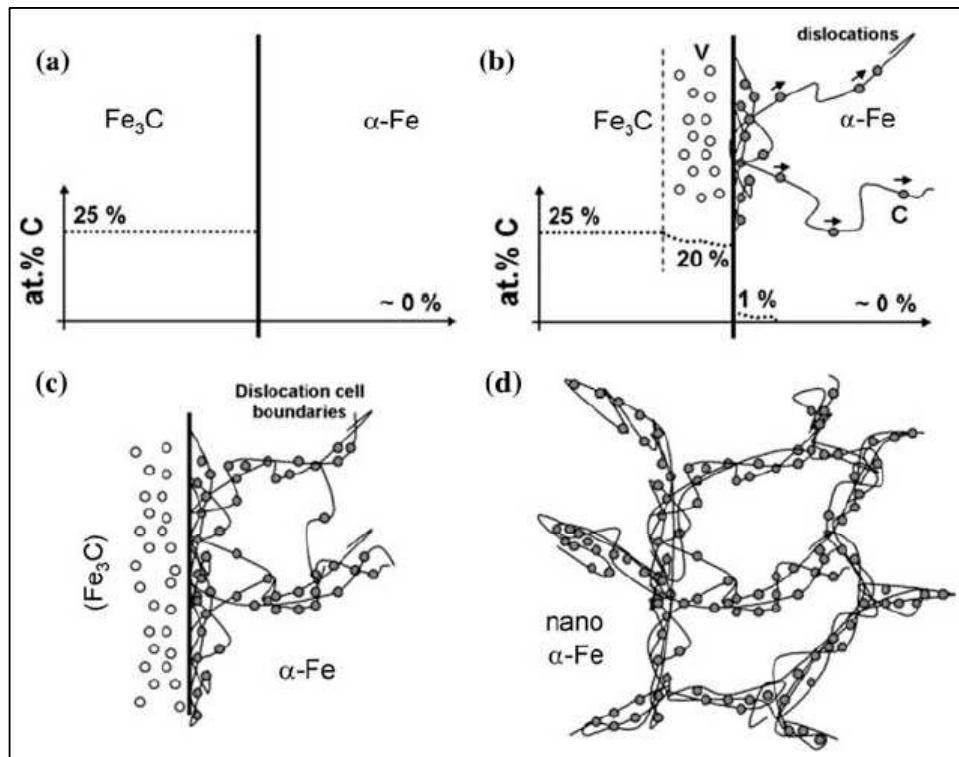 (a)
Fe₃C
α-Fe
25 %
at.% C
~ 0 %
(b)
V
dislocations
Fe₃C
α-Fe
25 %
20 %
C
at.% C
1 %
~ 0 %
(c)
Dislocation cell
boundaries
(Fe₃C)
α-Fe
(d)
nano
α-Fe